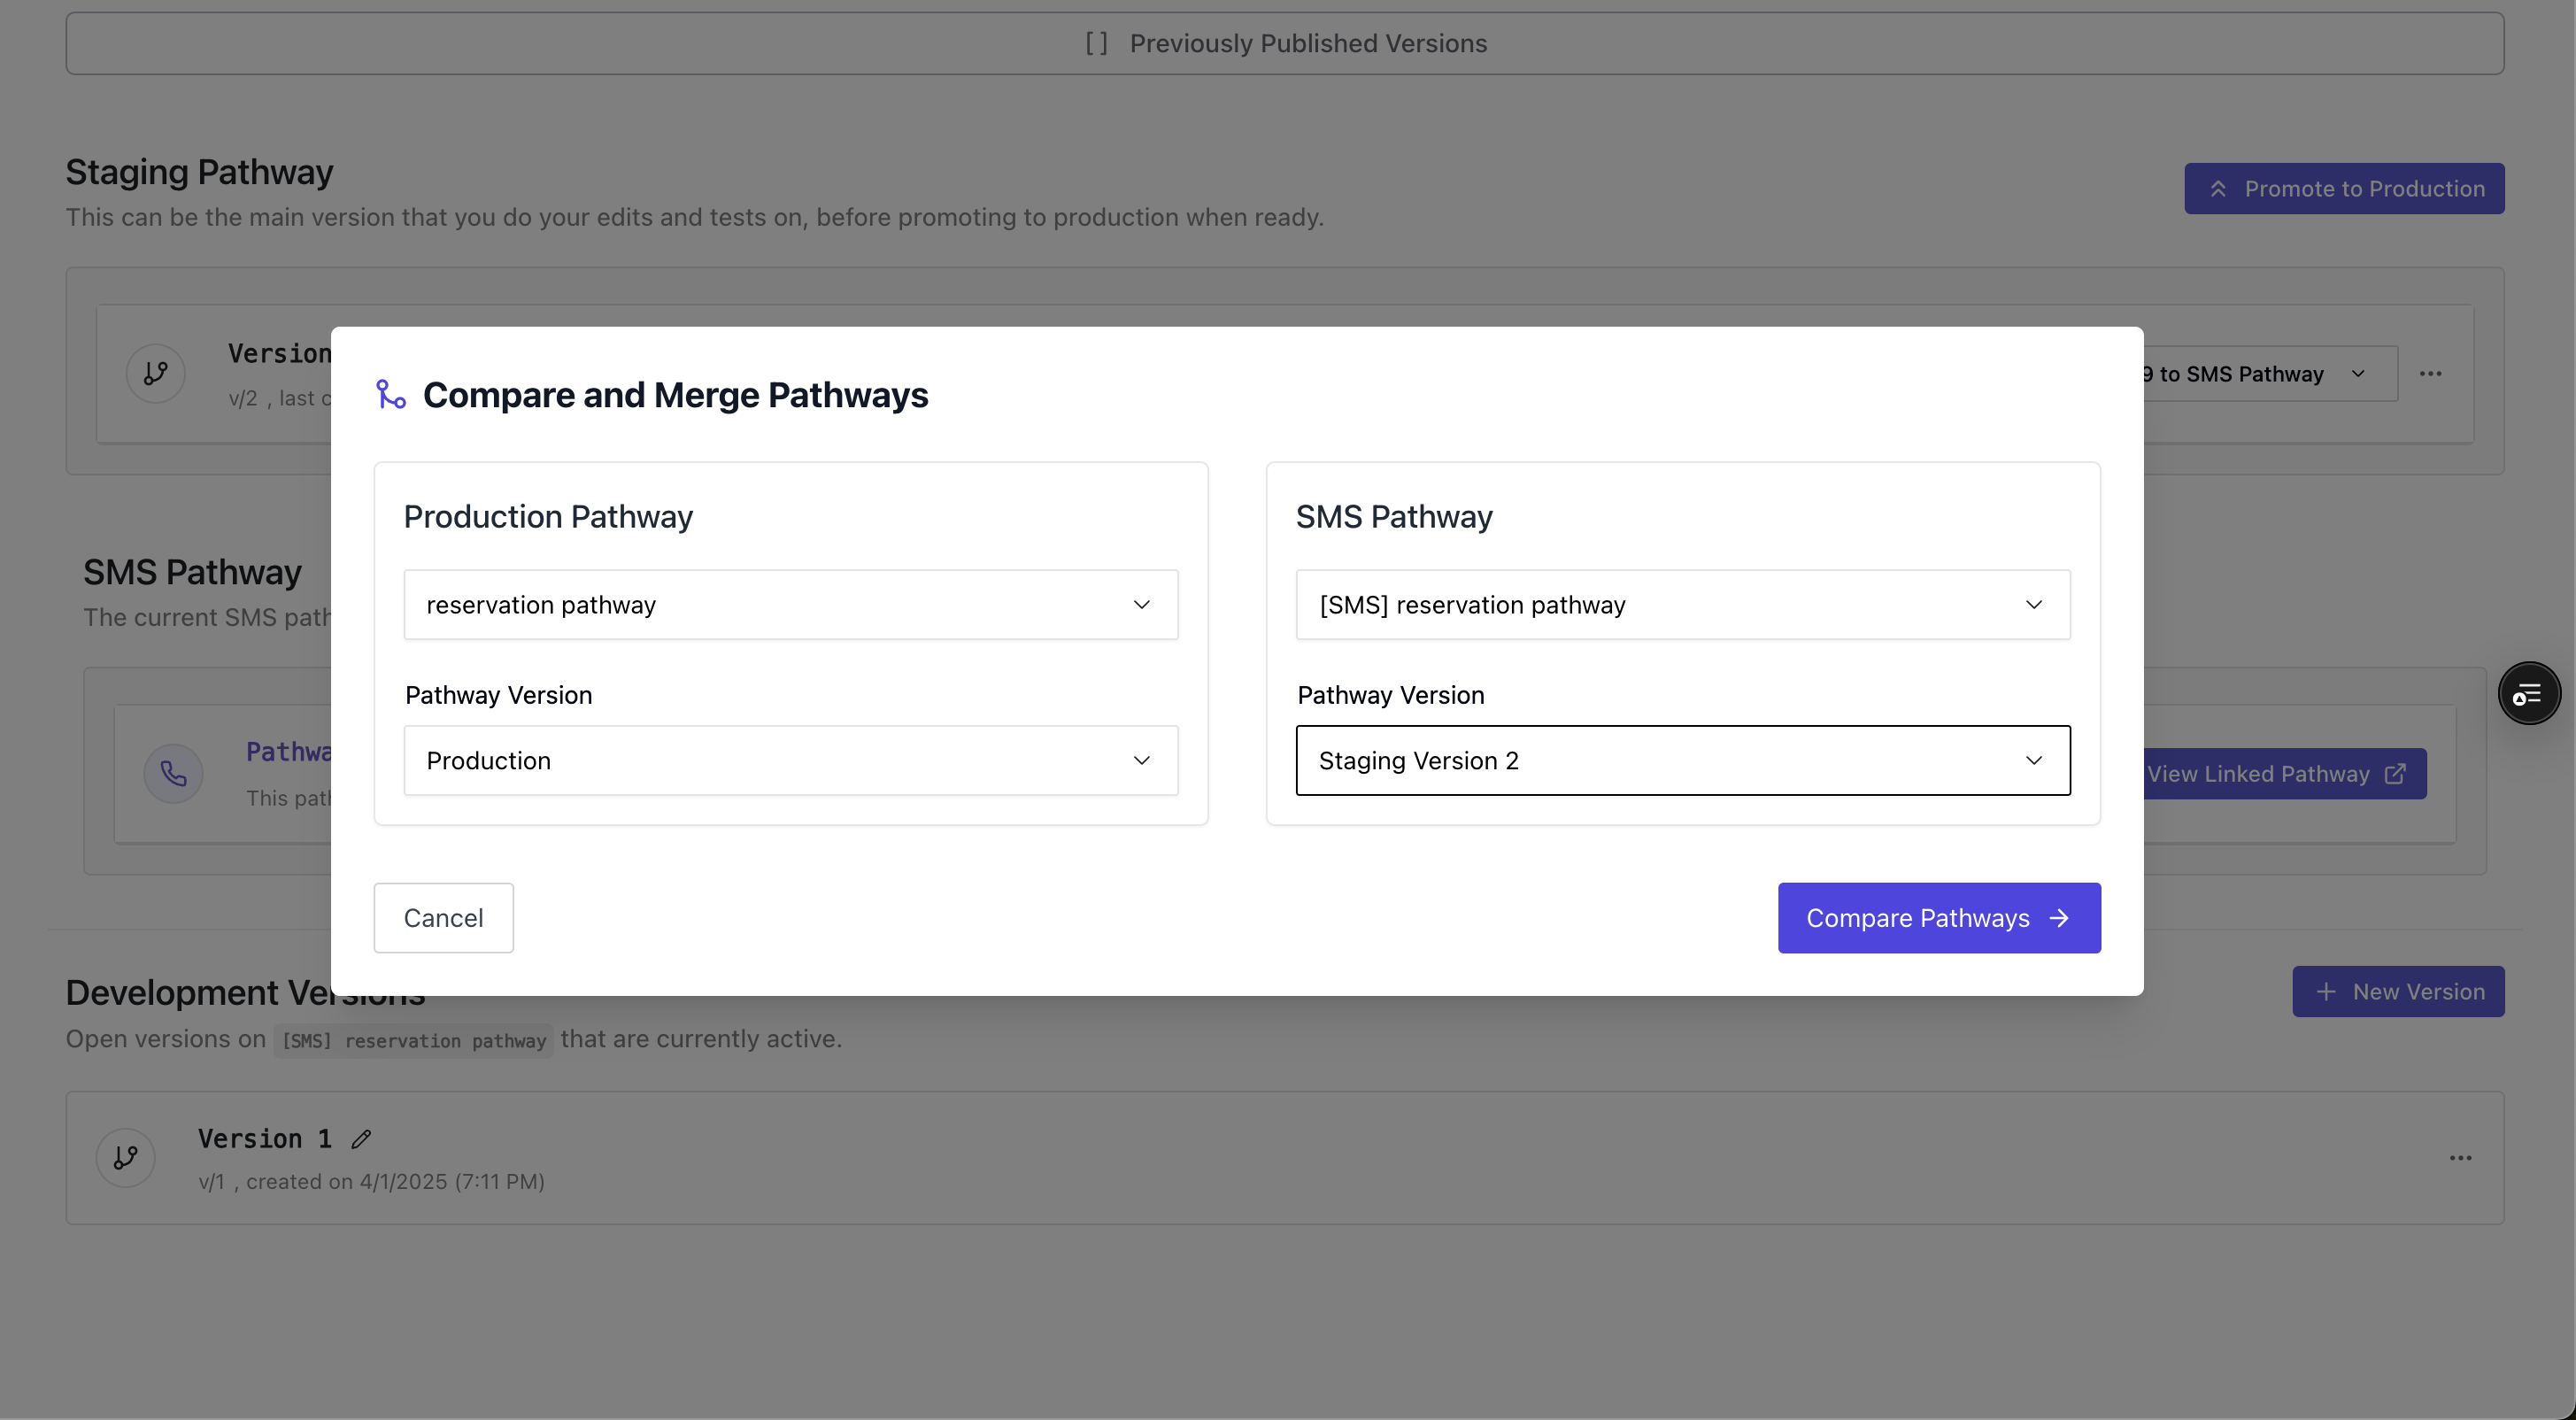 [ ] Previously Published Versions
Staging Pathway
Promote to Production
This can be the main version that you do your edits and tests on, before promoting to production when ready.
Version
v/2 , last
9 to SMS Pathway
Compare and Merge Pathways
Production Pathway
SMS Pathway
reservation pathway
[SMS] reservation pathway
Pathway Version
Pathway Version
Production
Staging Version 2
Cancel
Compare Pathways
SMS Pathway
The current SMS
View Linked Pathway
Development Versions
New Version
Open versions on [SMS] reservation pathway that are currently active.
Version 1
v/1 , created on 4/1/2025 (7:11 PM)